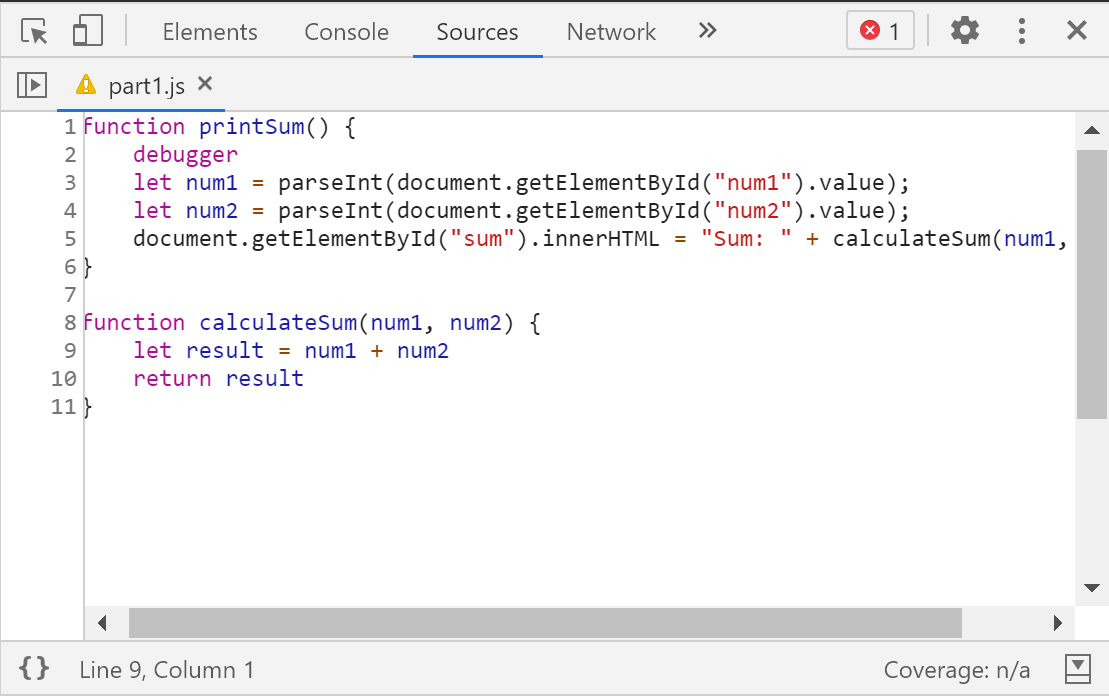 Elements Console Sources Network » 1
part1.js
1 function printSum() {
2     debugger
3     let num1 = parseInt(document.getElementById("num1").value);
4     let num2 = parseInt(document.getElementById("num2").value);
5     document.getElementById("sum").innerHTML = "Sum: " + calculateSum(num1,
6 }
7
8 function calculateSum(num1, num2) {
9     let result = num1 + num2
10     return result
11 }
{} Line 9, Column 1 Coverage: n/a